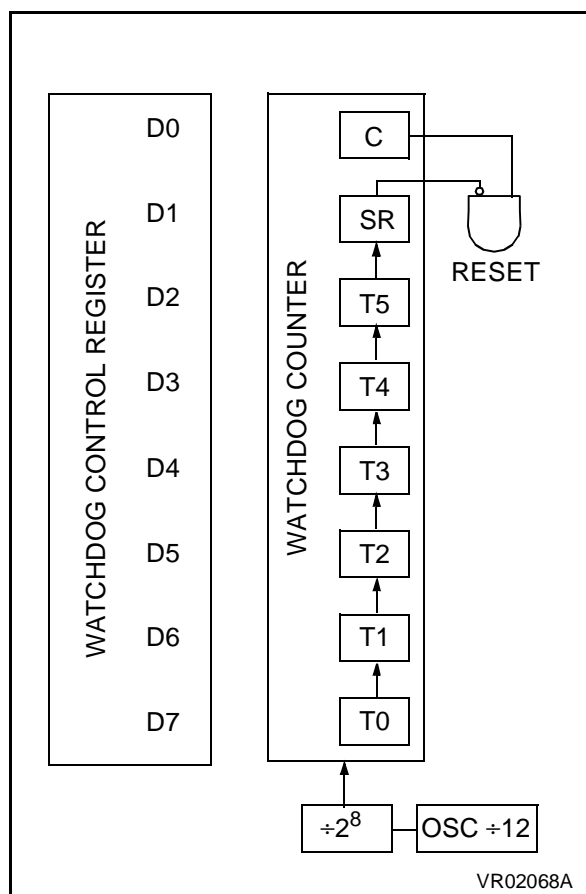 WATCHDOG CONTROL REGISTER
D0
D1
D2
D3
D4
D5
D6
D7
WATCHDOG COUNTER
C
SR
T5
T4
T3
T2
T1
T0
RESET
÷2⁸
OSC ÷12
VR02068A